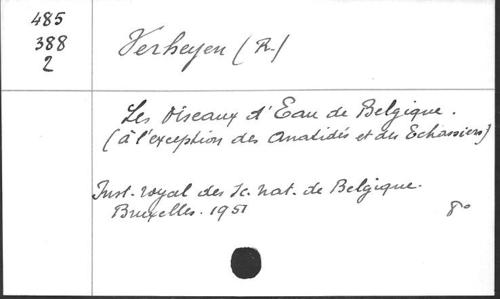 485
388
2
Verheyen (R.)
Les Oiseaux d'Eau de Belgique.
(à l'exception des Anatidés et des Echassiers)
Inst. royal des Sc. nat. de Belgique.
Bruxelles. 1951
8°